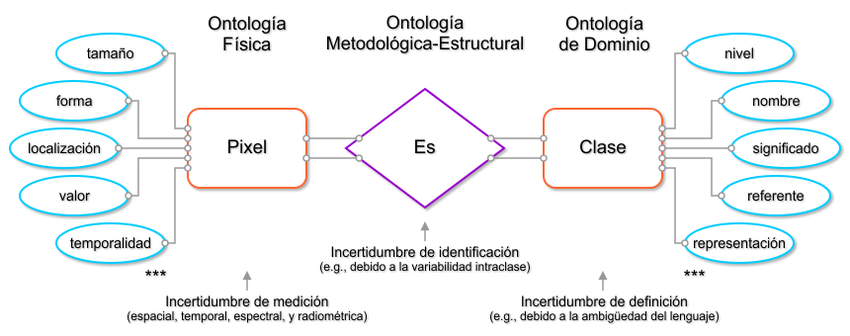 Ontología
Física
Ontología
Metodológica-Estructural
Ontología
de Dominio
tamaño
forma
localización
valor
temporalidad
***
Pixel
Es
Clase
nivel
nombre
significado
referente
representación
***
Incertidumbre de identificación
(e.g., debido a la variabilidad intraclase)
Incertidumbre de medición
(espacial, temporal, espectral, y radiométrica)
Incertidumbre de definición
(e.g., debido a la ambigüedad del lenguaje)